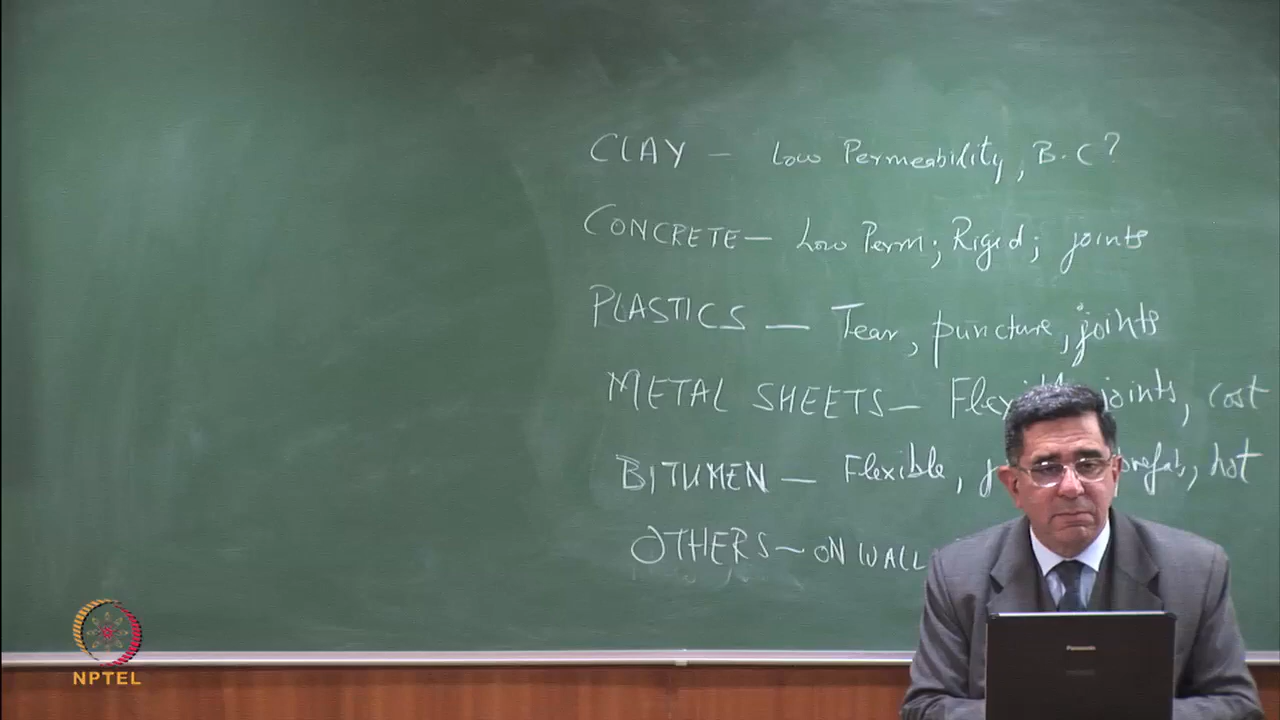 CLAY – Low Permeability, B.C?
CONCRETE – Low Perm; Rigid; joints
PLASTICS – Tear, puncture, joints
METAL SHEETS – joints, cost
BITUMEN – Flexible, hot
OTHERS – ON WALL
Panasonic
NPTEL